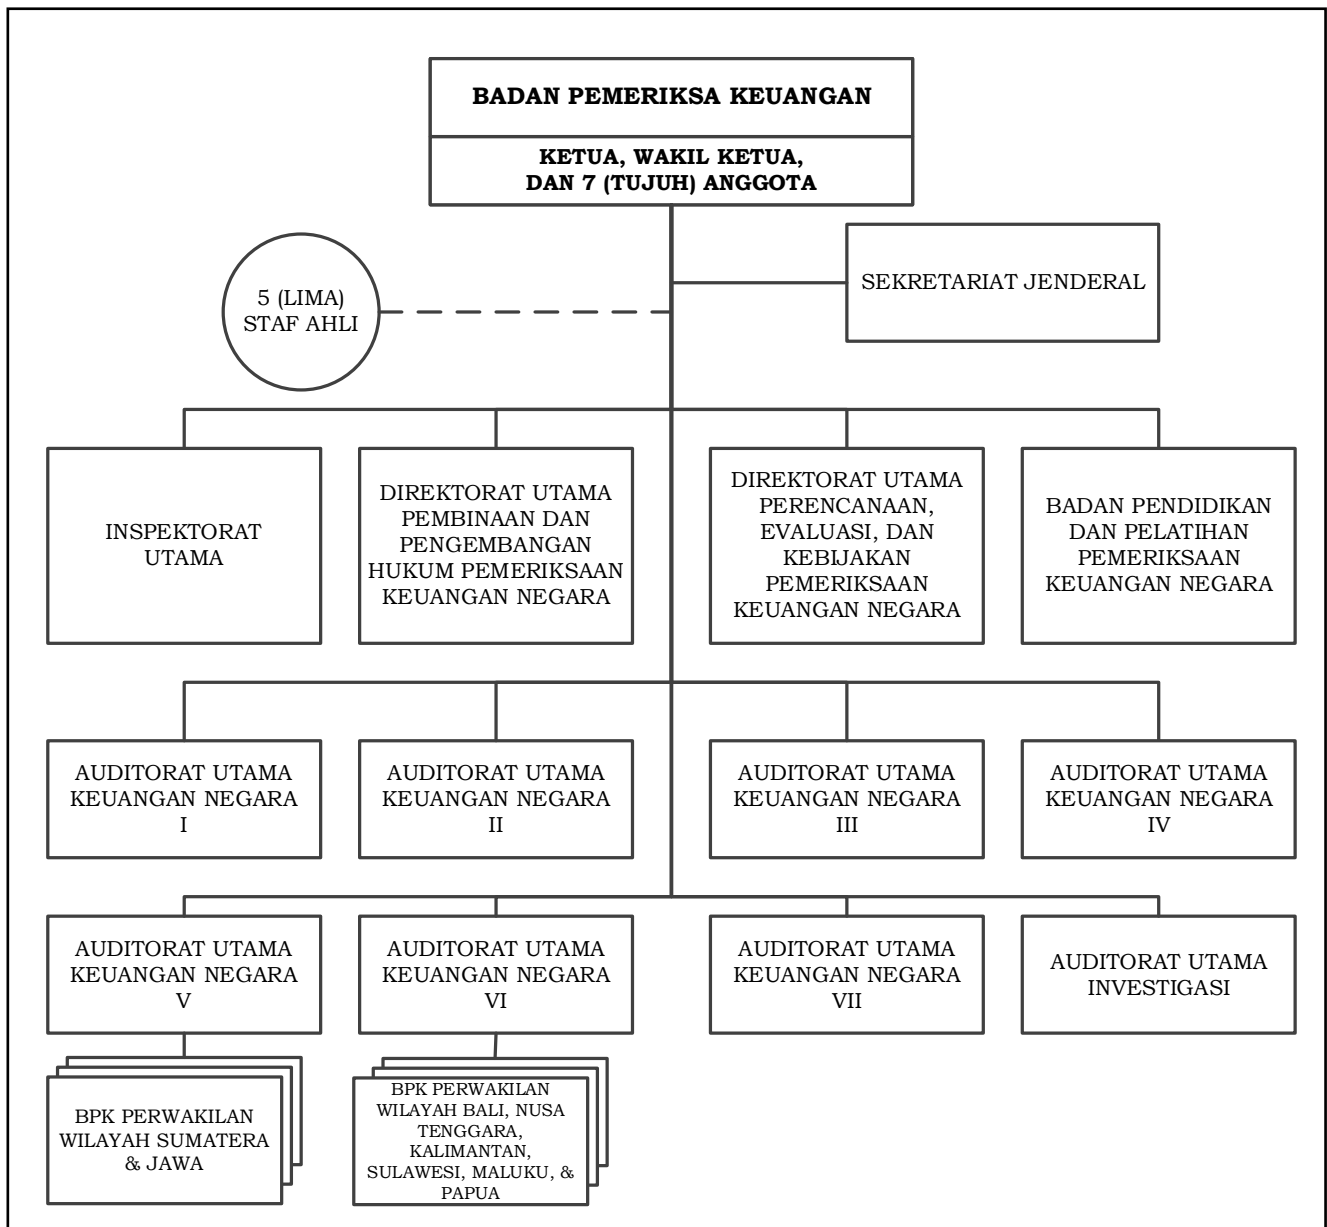 BADAN PEMERIKSA KEUANGAN
KETUA, WAKIL KETUA,
DAN 7 (TUJUH) ANGGOTA
5 (LIMA)
STAF AHLI
SEKRETARIAT JENDERAL
INSPEKTORAT
UTAMA
DIREKTORAT UTAMA
PEMBINAAN DAN
PENGEMBANGAN
HUKUM PEMERIKSAAN
KEUANGAN NEGARA
DIREKTORAT UTAMA
PERENCANAAN,
EVALUASI, DAN
KEBIJAKAN
PEMERIKSAAN
KEUANGAN NEGARA
BADAN PENDIDIKAN
DAN PELATIHAN
PEMERIKSAAN
KEUANGAN NEGARA
AUDITORAT UTAMA
KEUANGAN NEGARA
I
AUDITORAT UTAMA
KEUANGAN NEGARA
II
AUDITORAT UTAMA
KEUANGAN NEGARA
III
AUDITORAT UTAMA
KEUANGAN NEGARA
IV
AUDITORAT UTAMA
KEUANGAN NEGARA
V
AUDITORAT UTAMA
KEUANGAN NEGARA
VI
AUDITORAT UTAMA
KEUANGAN NEGARA
VII
AUDITORAT UTAMA
INVESTIGASI
BPK PERWAKILAN
WILAYAH SUMATERA
& JAWA
BPK PERWAKILAN
WILAYAH BALI, NUSA
TENGGARA,
KALIMANTAN,
SULAWESI, MALUKU, &
PAPUA